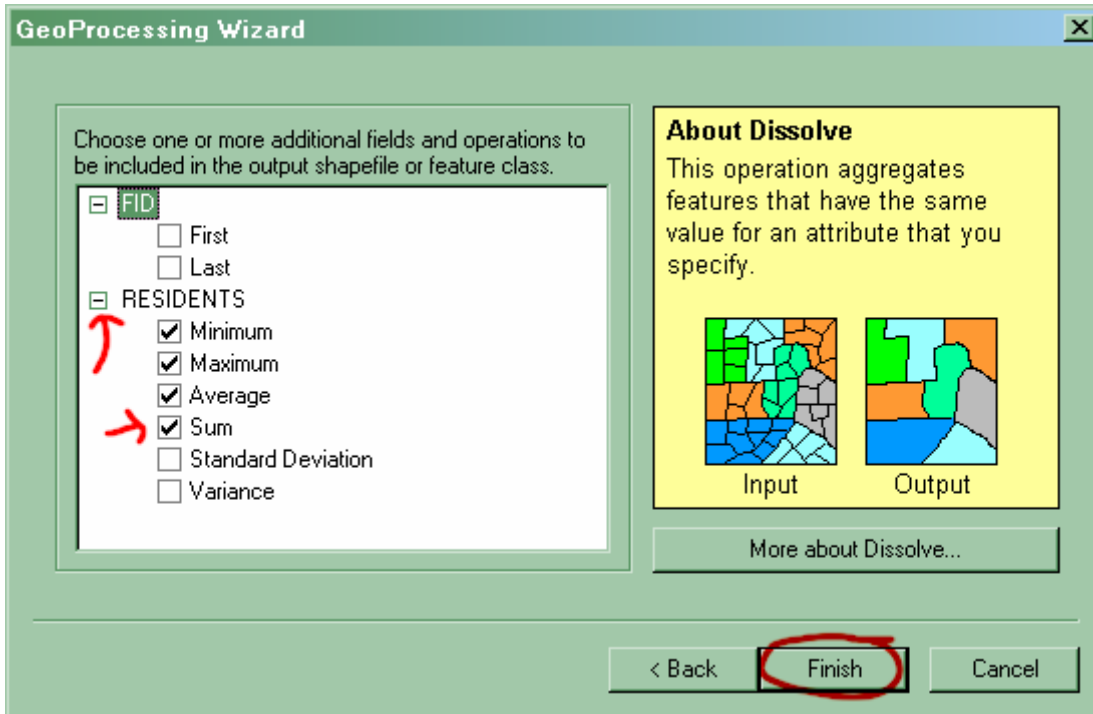 GeoProcessing Wizard
Choose one or more additional fields and operations to
be included in the output shapefile or feature class.
FID
First
Last
RESIDENTS
Minimum
Maximum
Average
Sum
Standard Deviation
Variance
About Dissolve
This operation aggregates
features that have the same
value for an attribute that you
specify.
Input Output
More about Dissolve...
< Back Finish Cancel